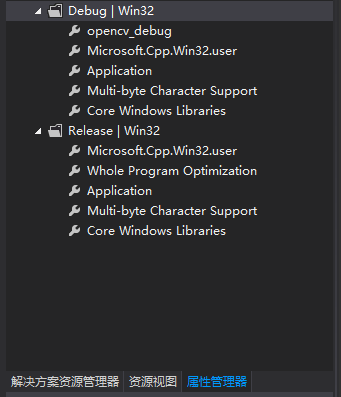 Debug | Win32
opencv_debug
Microsoft.Cpp.Win32.user
Application
Multi-byte Character Support
Core Windows Libraries
Release | Win32
Microsoft.Cpp.Win32.user
Whole Program Optimization
Application
Multi-byte Character Support
Core Windows Libraries
解决方案资源管理器 资源视图 属性管理器